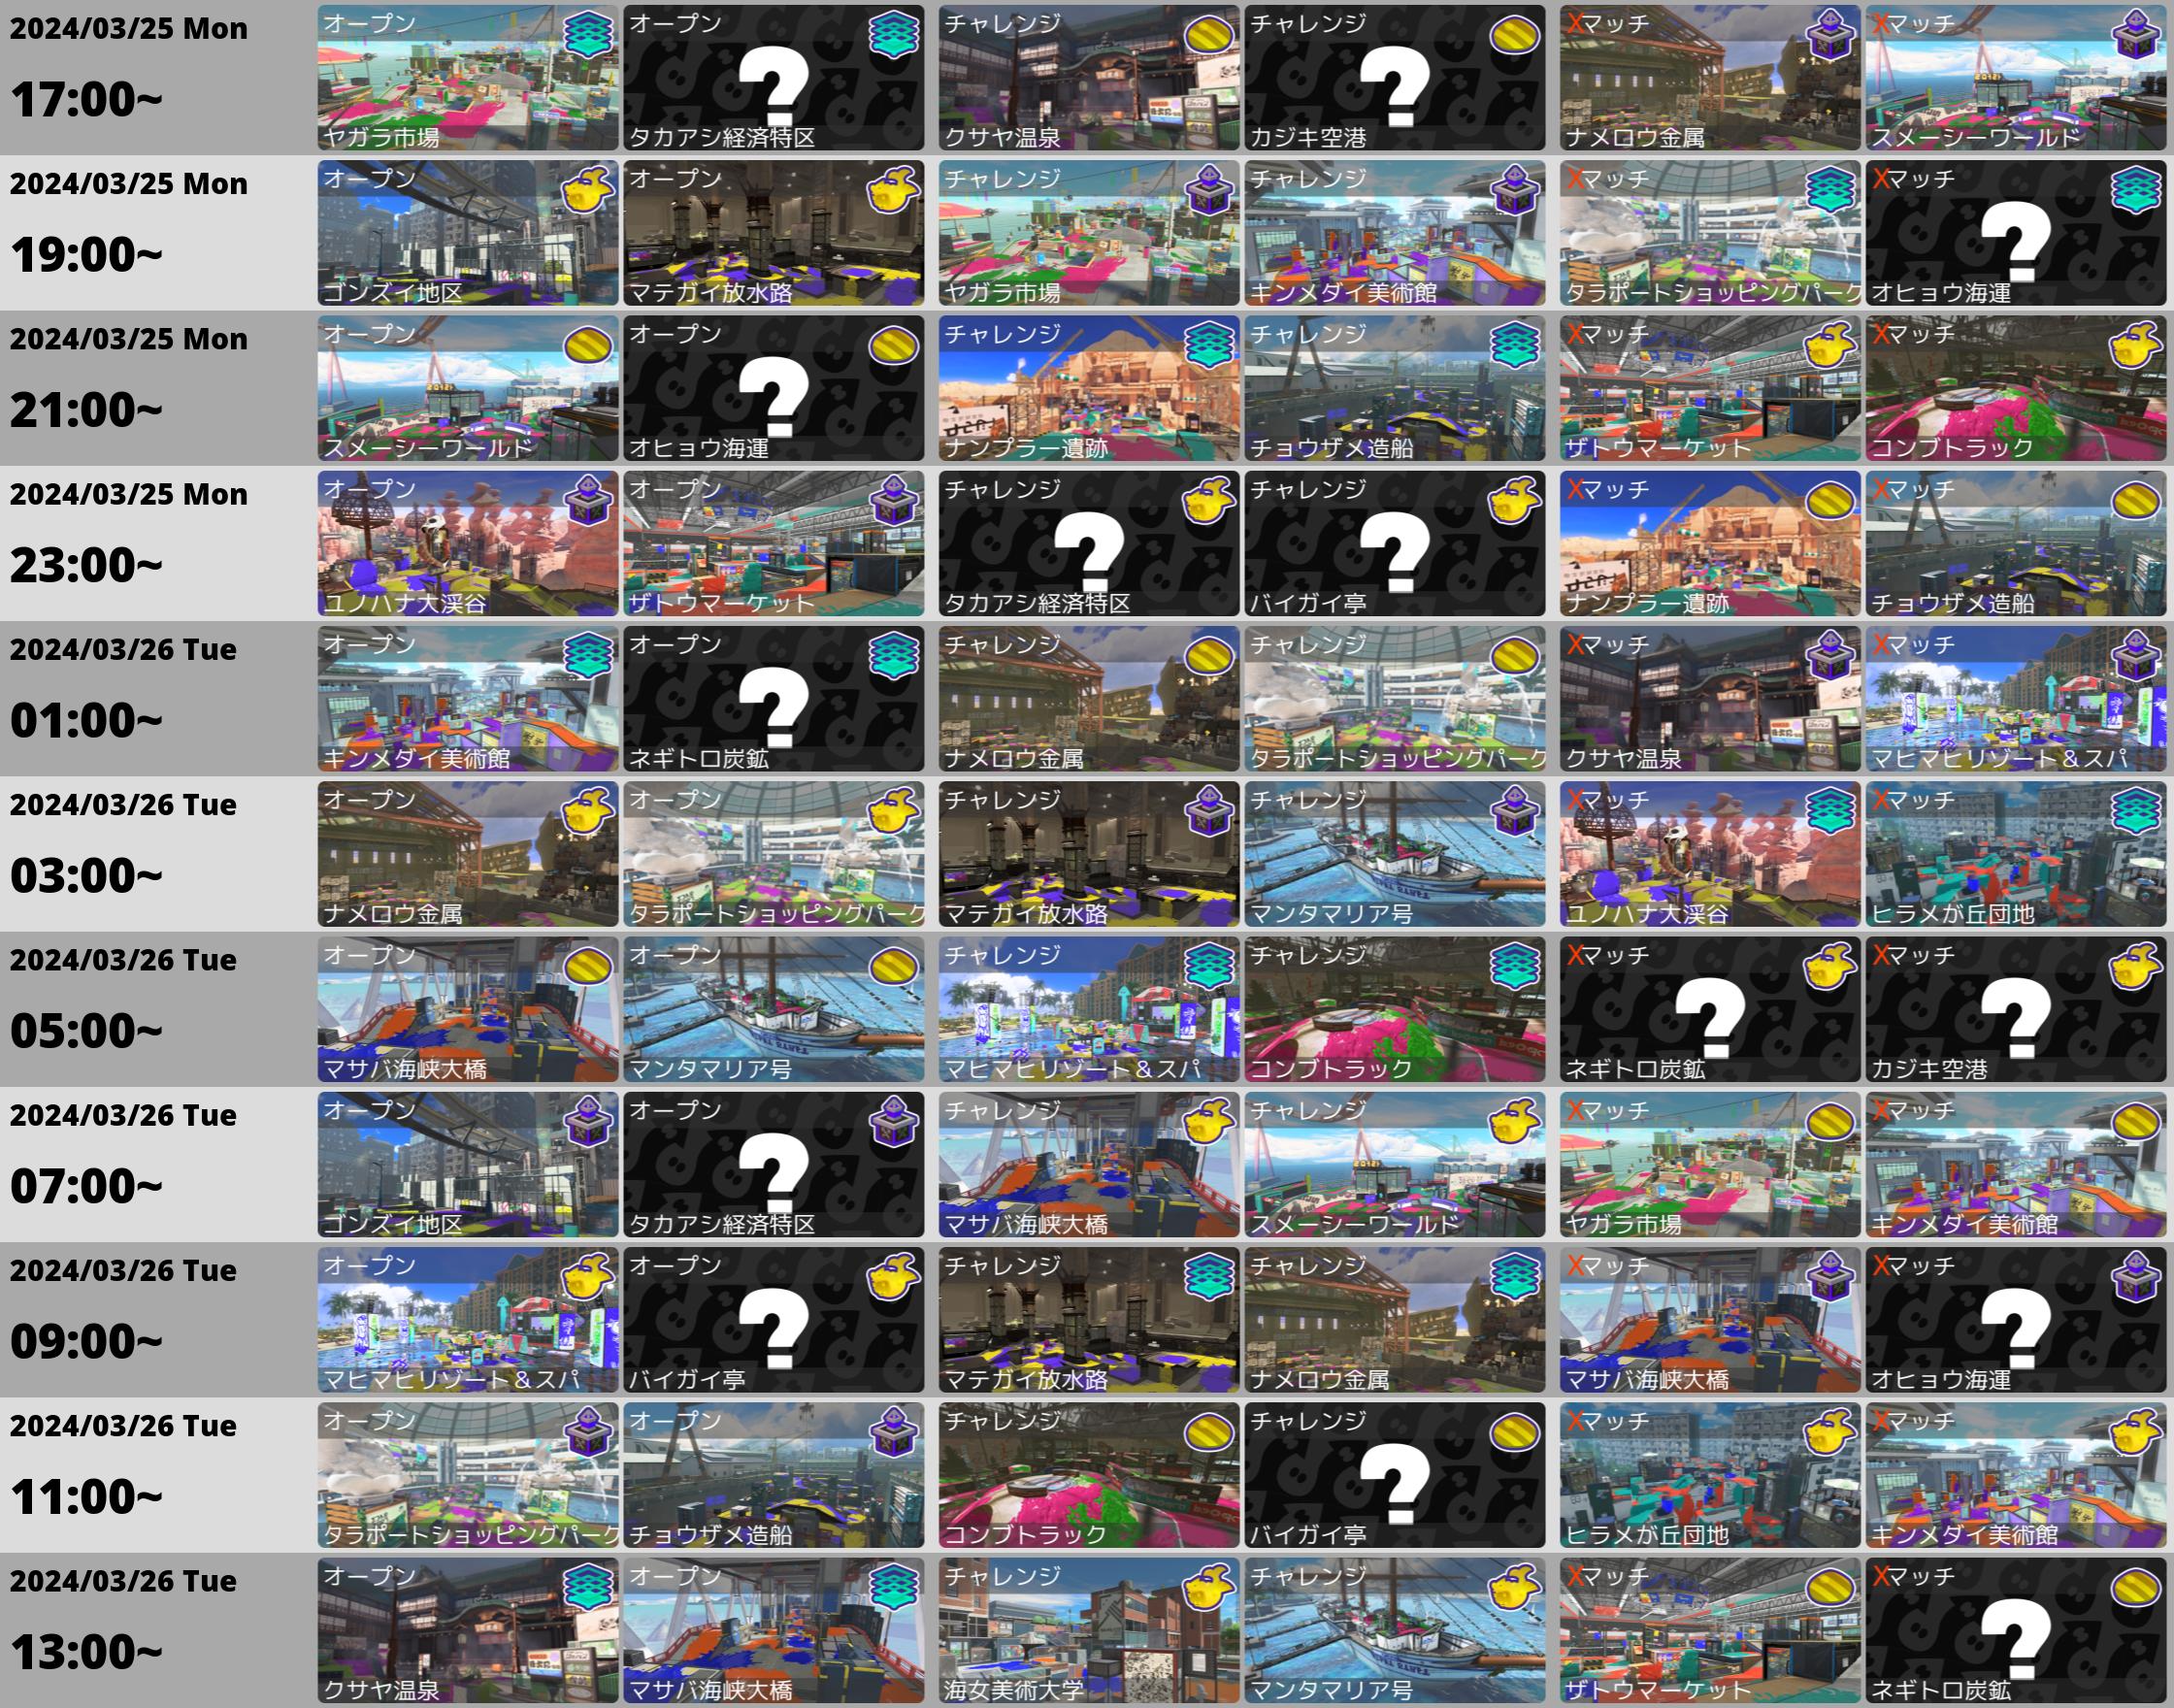 2024/03/25 Mon
17:00~
オープン
ヤガラ市場
オープン
タカアシ経済特区
チャレンジ
クサヤ温泉
チャレンジ
カジキ空港
Xマッチ
ナメロウ金属
Xマッチ
スメーシーワールド
2024/03/25 Mon
19:00~
オープン
ゴンズイ地区
オープン
マテガイ放水路
チャレンジ
ヤガラ市場
チャレンジ
キンメダイ美術館
Xマッチ
タラポートショッピングパーク
Xマッチ
オヒョウ海運
2024/03/25 Mon
21:00~
オープン
スメーシーワールド
オープン
オヒョウ海運
チャレンジ
ナンプラー遺跡
チャレンジ
チョウザメ造船
Xマッチ
ザトウマーケット
Xマッチ
コンブトラック
2024/03/25 Mon
23:00~
オープン
ユノハナ大渓谷
オープン
ザトウマーケット
チャレンジ
タカアシ経済特区
チャレンジ
バイガイ亭
Xマッチ
ナンプラー遺跡
Xマッチ
チョウザメ造船
2024/03/26 Tue
01:00~
オープン
キンメダイ美術館
オープン
ネギトロ炭鉱
チャレンジ
ナメロウ金属
チャレンジ
タラポートショッピングパーク
Xマッチ
クサヤ温泉
Xマッチ
マヒマヒリゾート&スパ
2024/03/26 Tue
03:00~
オープン
ナメロウ金属
オープン
タラポートショッピングパーク
チャレンジ
マテガイ放水路
チャレンジ
マンタマリア号
Xマッチ
ユノハナ大渓谷
Xマッチ
ヒラメが丘団地
2024/03/26 Tue
05:00~
オープン
マサバ海峡大橋
オープン
マンタマリア号
チャレンジ
マヒマヒリゾート&スパ
チャレンジ
コンブトラック
Xマッチ
ネギトロ炭鉱
Xマッチ
カジキ空港
2024/03/26 Tue
07:00~
オープン
ゴンズイ地区
オープン
タカアシ経済特区
チャレンジ
マサバ海峡大橋
チャレンジ
スメーシーワールド
Xマッチ
ヤガラ市場
Xマッチ
キンメダイ美術館
2024/03/26 Tue
09:00~
オープン
マヒマヒリゾート&スパ
オープン
バイガイ亭
チャレンジ
マテガイ放水路
チャレンジ
ナメロウ金属
Xマッチ
マサバ海峡大橋
Xマッチ
オヒョウ海運
2024/03/26 Tue
11:00~
オープン
タラポートショッピングパーク
オープン
チョウザメ造船
チャレンジ
コンブトラック
チャレンジ
バイガイ亭
Xマッチ
ヒラメが丘団地
Xマッチ
キンメダイ美術館
2024/03/26 Tue
13:00~
オープン
クサヤ温泉
オープン
マサバ海峡大橋
チャレンジ
海女美術大学
チャレンジ
マンタマリア号
Xマッチ
ザトウマーケット
Xマッチ
ネギトロ炭鉱